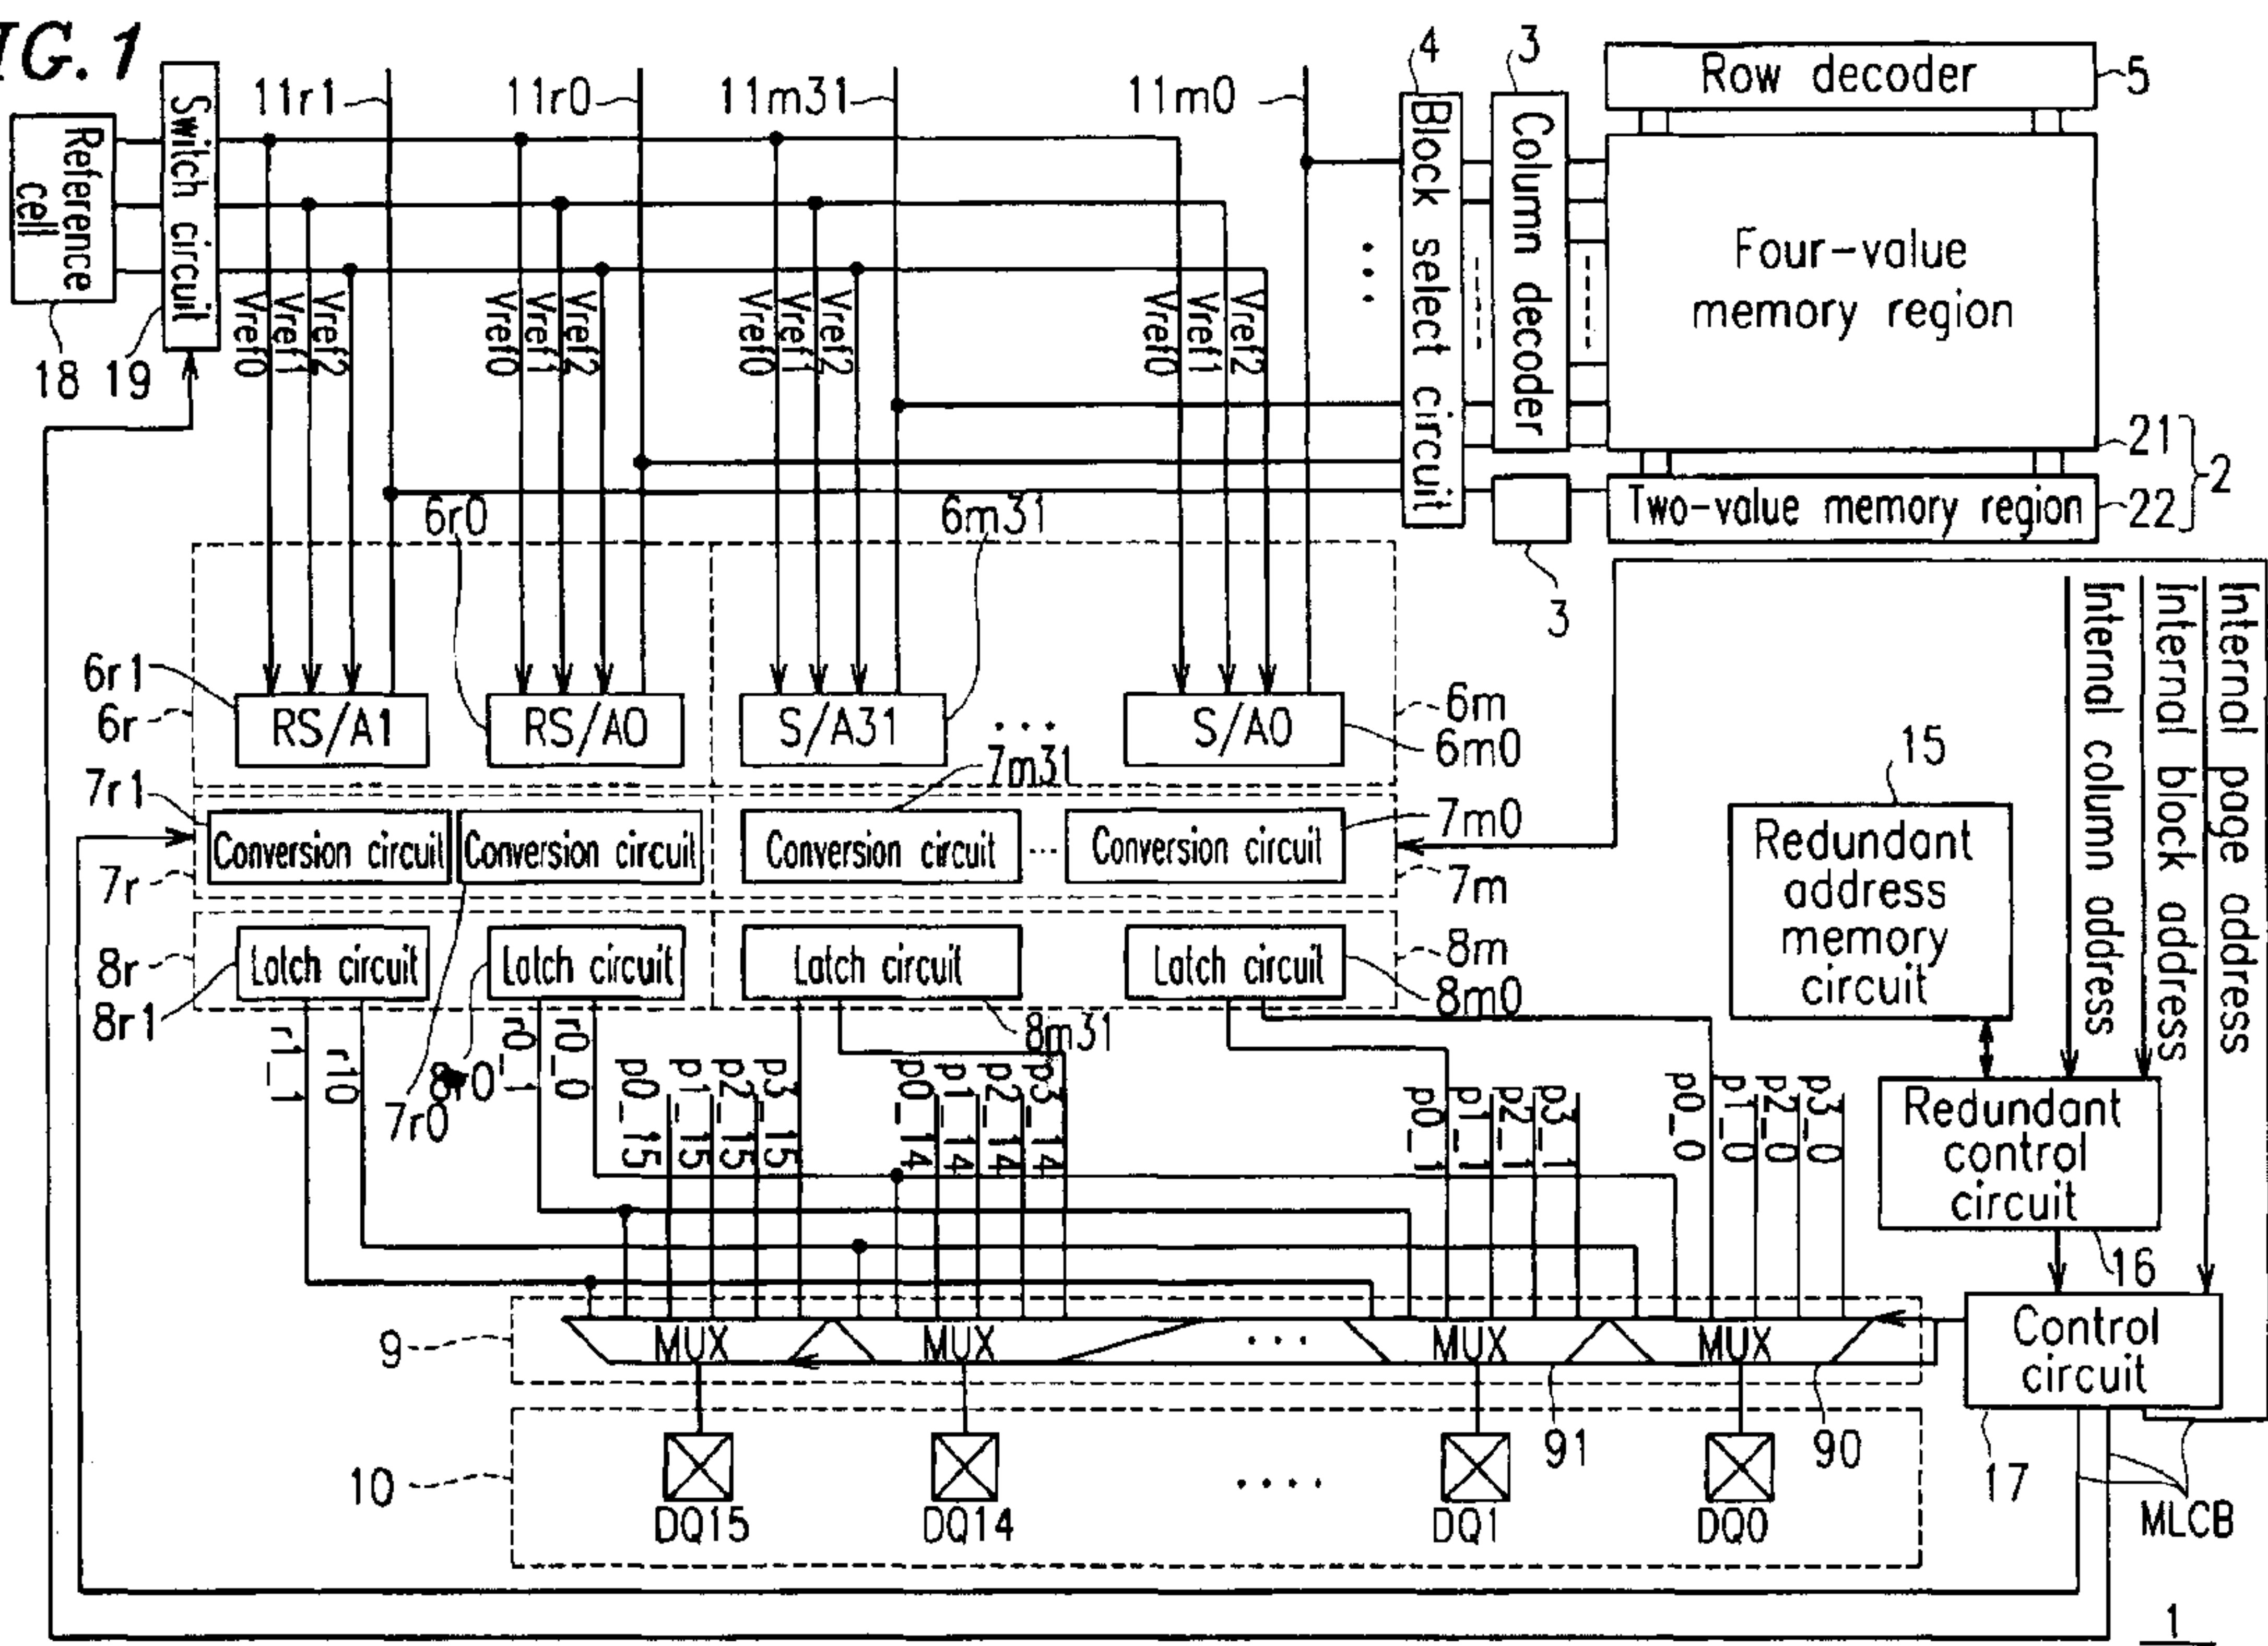 IG. 1
Reference cell
18
Switch circuit
19
11r1
11r0
11m31
11m0
4
Block select circuit
3
Column decoder
Row decoder
5
Four-value memory region
21
2
Two-value memory region
22
3
Vref0
Vref1
Vref2
Vref0
Vref1
Vref2
Vref0
Vref1
Vref2
Vref0
Vref1
Vref2
6r0
6m31
6r1
6r
RS/A1
RS/A0
S/A31
...
S/A0
6m
6m0
7r1
7m31
7m0
Conversion circuit
Conversion circuit
Conversion circuit
...
Conversion circuit
7r
7m
8r
8r1
Latch circuit
Latch circuit
Latch circuit
Latch circuit
8m
8m0
8m31
7r0
r1_1
r10
r0_1
r0_0
p0_15
p1_15
p2_15
p3_15
p0_14
p1_14
p2_14
p3_14
p0_1
p1_1
p2_1
p3_1
p0_0
p1_0
p2_0
p3_0
15
Redundant address memory circuit
Internal column address
Internal block address
Internal page address
Redundant control circuit
16
Control circuit
17
MLCB
9
MUX
MUX
...
MUX
MUX
91
90
10
DQ15
DQ14
....
DQ1
DQ0
1